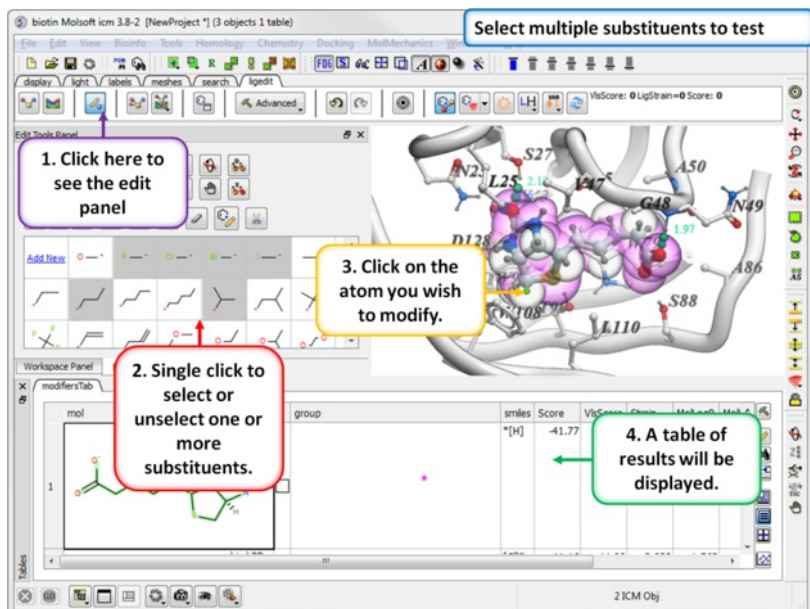 biotin Molsoft icm 3.8-2 [NewProject *] (3 objects 1 table)
Select multiple substituents to test
File Edit View Bioinfo Tools Homology Chemistry Docking MolMechanics
display light labels meshes search ligedit
Advanced
VlsScore: 0 LigStrain=0 Score: 0
Edit Tools Panel
1. Click here to
see the edit
panel
S27
A50
L25
V47
G48
N49
2.1
1.97
D128
A86
S88
L110
3. Click on the
atom you wish
to modify.
Add New
Workspace Panel
2. Single click to
select or
unselect one or
more
substituents.
modifiersTab
mol group smiles Score VlsScore Strain MolLogP
1 *[H] -41.77
4. A table of
results will be
displayed.
Tables
2 ICM Obj